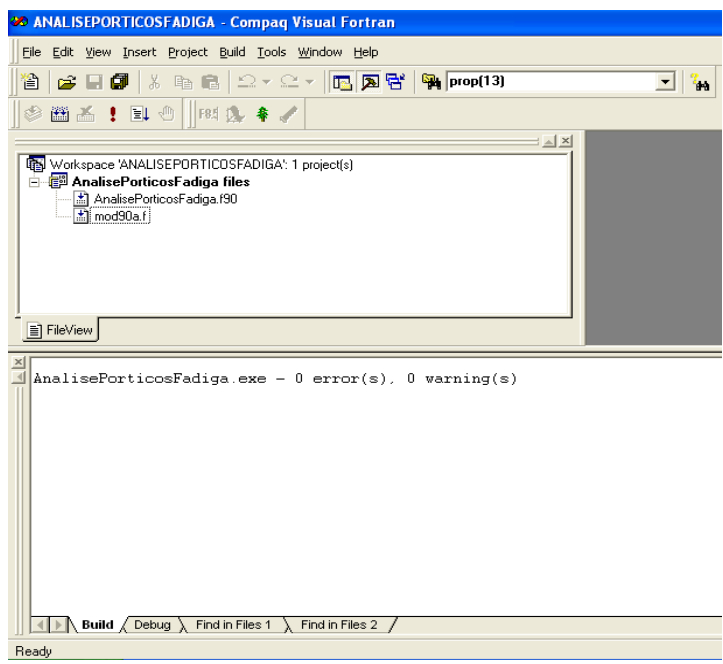 ANALISEPORTICOSFADIGA - Compaq Visual Fortran
File Edit View Insert Project Build Tools Window Help
prop(13)
Workspace 'ANALISEPORTICOSFADIGA': 1 project(s)
AnalisePorticosFadiga files
AnalisePorticosFadiga.f90
mod90a.f
FileView
AnalisePorticosFadiga.exe - 0 error(s), 0 warning(s)
Build Debug Find in Files 1 Find in Files 2
Ready